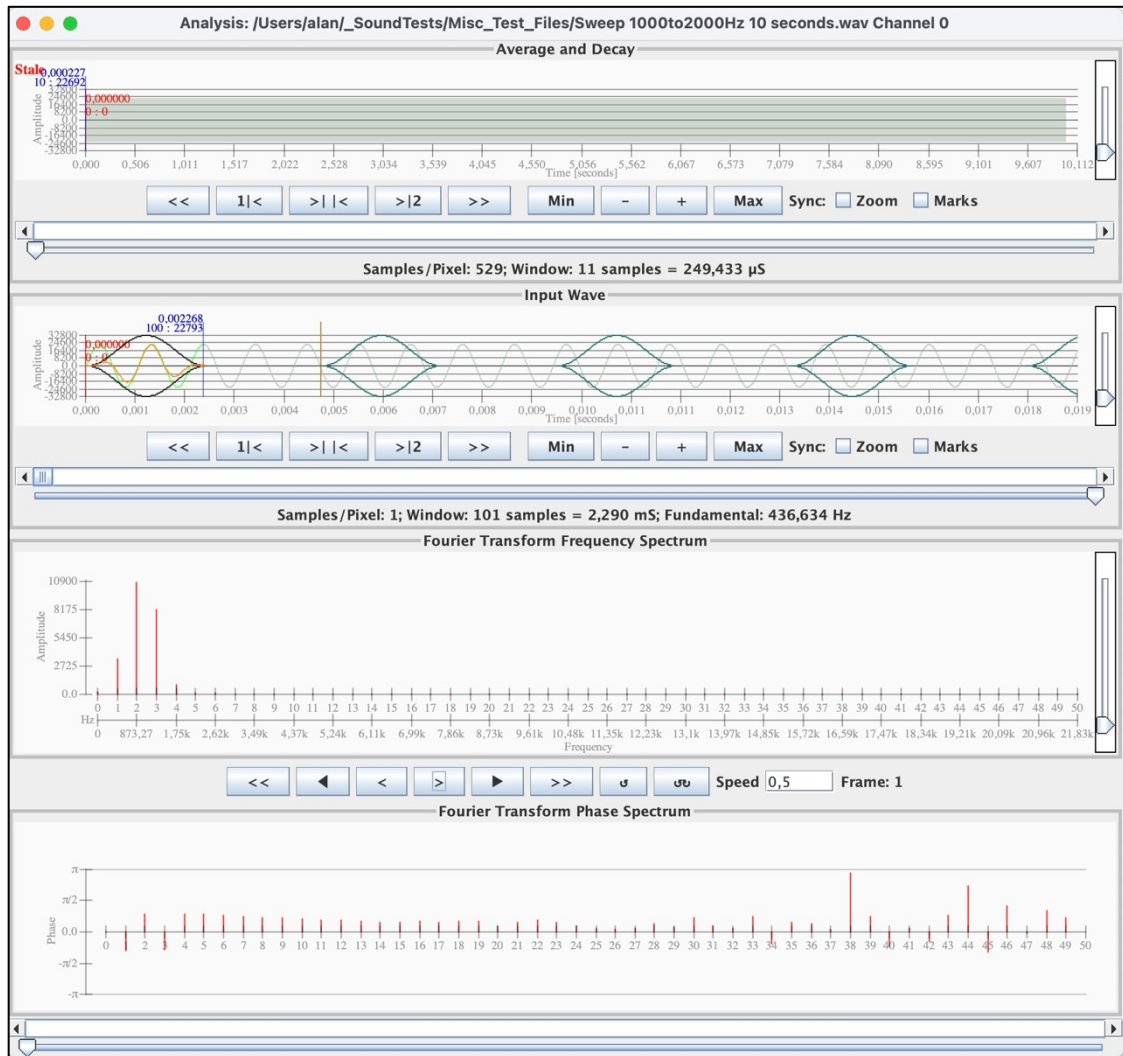 Analysis: /Users/alan/_SoundTests/Misc_Test_Files/Sweep 1000to2000Hz 10 seconds.wav Channel 0
Average and Decay
Stale
0,000227
10 : 22692
0,000000
0 : 0
Amplitude
32800
24600
16400
8200
0.0
-8200
-16400
-24600
-32800
0,000 0,506 1,011 1,517 2,022 2,528 3,034 3,539 4,045 4,550 5,056 5,562 6,067 6,573 7,079 7,584 8,090 8,595 9,101 9,607 10,112
Time [seconds]
<< 1|< >| |< >|2 >> Min - + Max Sync: Zoom Marks
Samples/Pixel: 529; Window: 11 samples = 249,433 µS
Input Wave
0,002268
100 : 22793
0,000000
0 : 0
Amplitude
32800
24600
16400
8200
0.0
-8200
-16400
-24600
-32800
0,000 0,001 0,002 0,003 0,004 0,005 0,006 0,007 0,008 0,009 0,010 0,011 0,011 0,012 0,013 0,014 0,015 0,016 0,017 0,018 0,019
Time [seconds]
<< 1|< >| |< >|2 >> Min - + Max Sync: Zoom Marks
Samples/Pixel: 1; Window: 101 samples = 2,290 mS; Fundamental: 436,634 Hz
Fourier Transform Frequency Spectrum
Amplitude
10900
8175
5450
2725
0.0
0 1 2 3 4 5 6 7 8 9 10 11 12 13 14 15 16 17 18 19 20 21 22 23 24 25 26 27 28 29 30 31 32 33 34 35 36 37 38 39 40 41 42 43 44 45 46 47 48 49 50
Hz
0 873,27 1,75k 2,62k 3,49k 4,37k 5,24k 6,11k 6,99k 7,86k 8,73k 9,61k 10,48k 11,35k 12,23k 13,1k 13,97k 14,85k 15,72k 16,59k 17,47k 18,34k 19,21k 20,09k 20,96k 21,83k
Frequency
<< ◀ < > ▶ >> ↺ ↺↻ Speed 0,5 Frame: 1
Fourier Transform Phase Spectrum
Phase
π
π/2
0.0
-π/2
-π
0 1 2 3 4 5 6 7 8 9 10 11 12 13 14 15 16 17 18 19 20 21 22 23 24 25 26 27 28 29 30 31 32 33 34 35 36 37 38 39 40 41 42 43 44 45 46 47 48 49 50